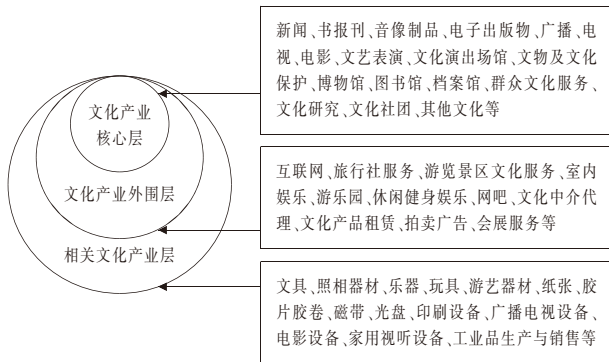 新闻、书报刊、音像制品、电子出版物、广播、电
视、电影、文艺表演、文化演出场馆、文物及文化
保护、博物馆、图书馆、档案馆、群众文化服务、
文化研究、文化社团、其他文化等
文化产业
核心层
互联网、旅行社服务、游览景区文化服务、室内
娱乐、游乐园、休闲健身娱乐、网吧、文化中介代
理、文化产品租赁、拍卖广告、会展服务等
文化产业外围层
相关文化产业层
文具、照相器材、乐器、玩具、游艺器材、纸张、胶
片胶卷、磁带、光盘、印刷设备、广播电视设备、
电影设备、家用视听设备、工业品生产与销售等